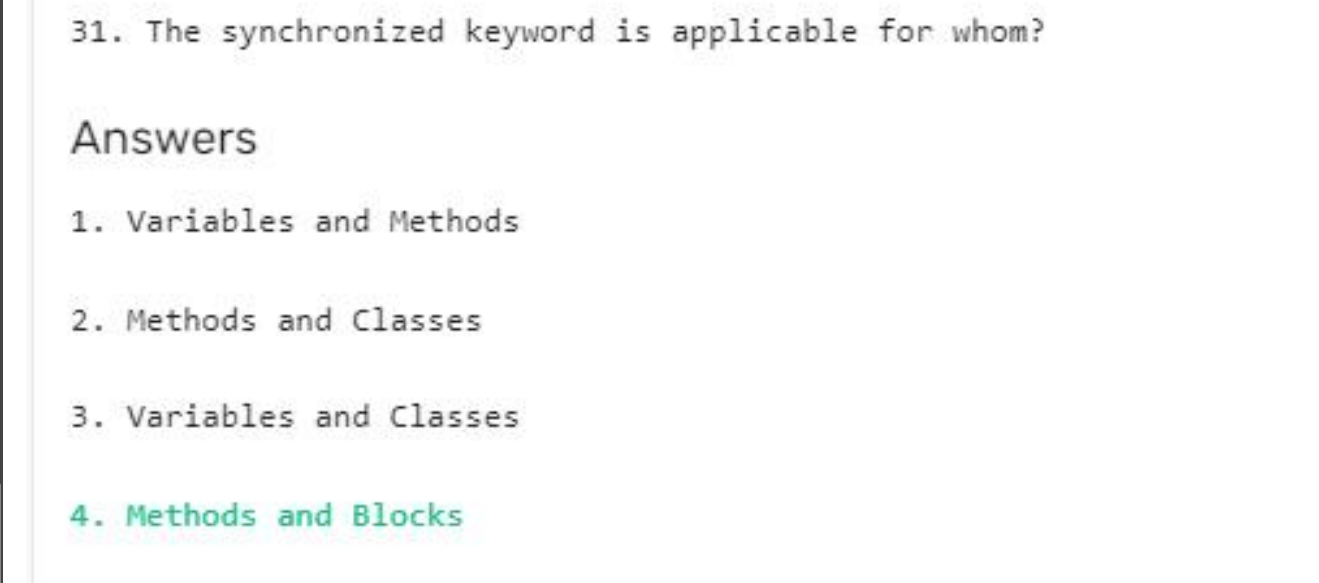 31. The synchronized keyword is applicable for whom?
Answers
1. Variables and Methods
2. Methods and Classes
3. Variables and Classes
4. Methods and Blocks